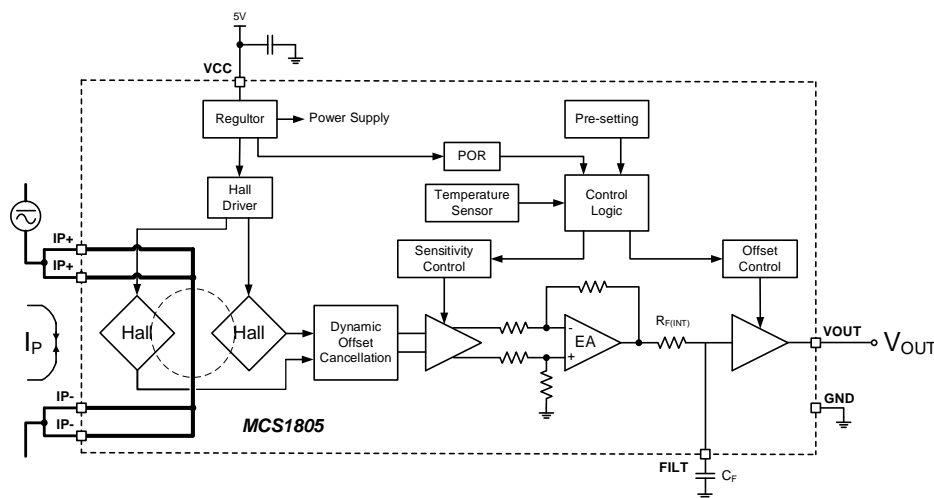 5V
VCC
Regultor
Power Supply
Pre-setting
POR
Hall
Driver
Temperature
Sensor
Control
Logic
IP+
IP+
Sensitivity
Control
Offset
Control
IP
Hall
Hall
Dynamic
Offset
Cancellation
-
+
EA
RF(INT)
VOUT
VOUT
IP-
IP-
MCS1805
GND
FILT
CF